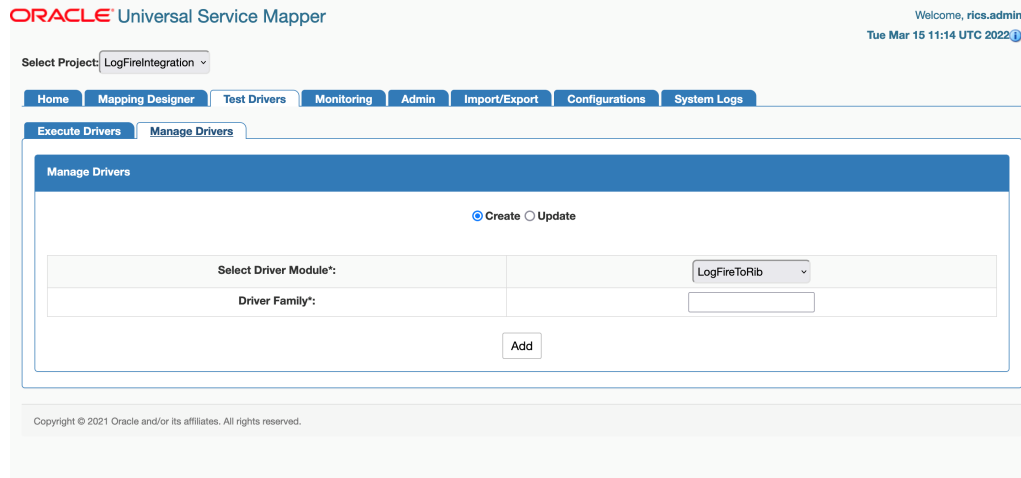 ORACLE Universal Service Mapper
Welcome, rics.admin
Tue Mar 15 11:14 UTC 2022
Select Project: LogFireIntegration
Home Mapping Designer Test Drivers Monitoring Admin Import/Export Configurations System Logs
Execute Drivers Manage Drivers
Manage Drivers
Create Update
Select Driver Module*: LogFireToRib
Driver Family*:
Add
Copyright © 2021 Oracle and/or its affiliates. All rights reserved.